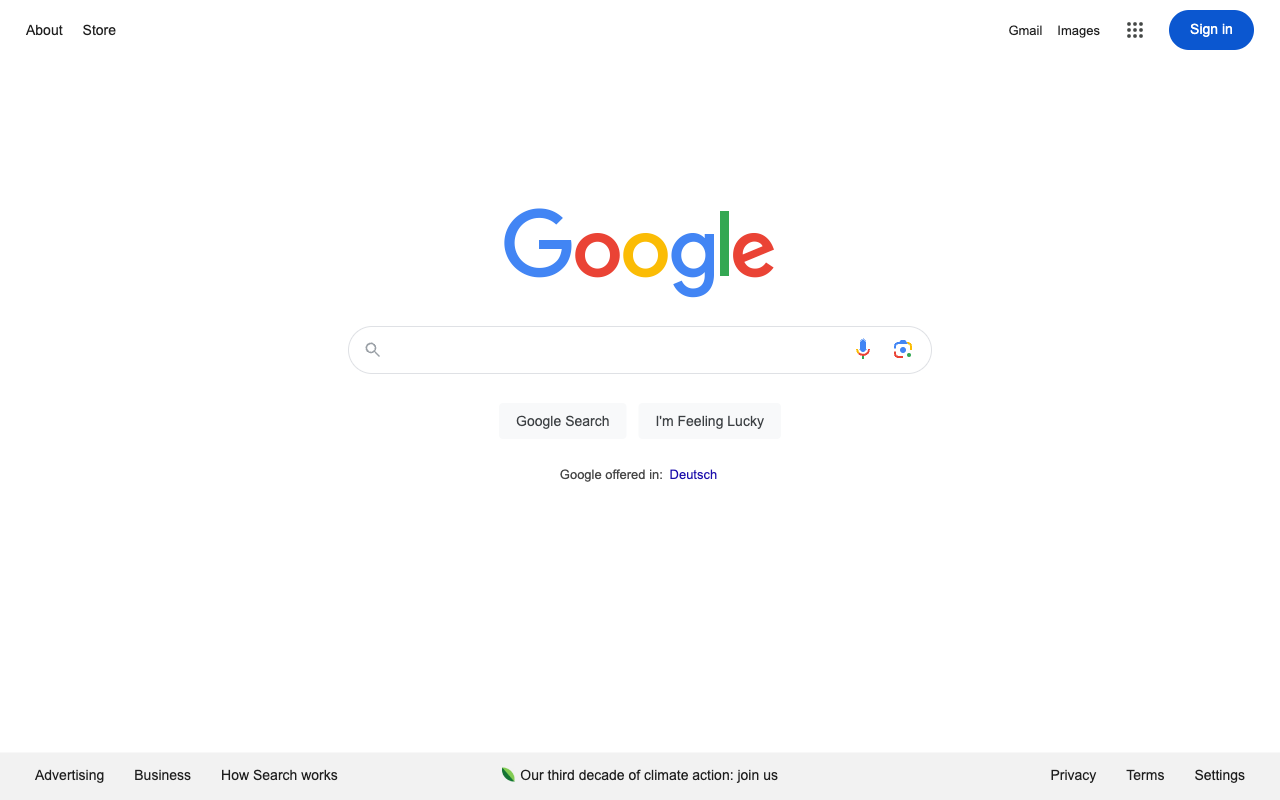 About Store Gmail Images Sign in
Google
Google Search I'm Feeling Lucky
Google offered in: Deutsch
Advertising Business How Search works Our third decade of climate action: join us Privacy Terms Settings